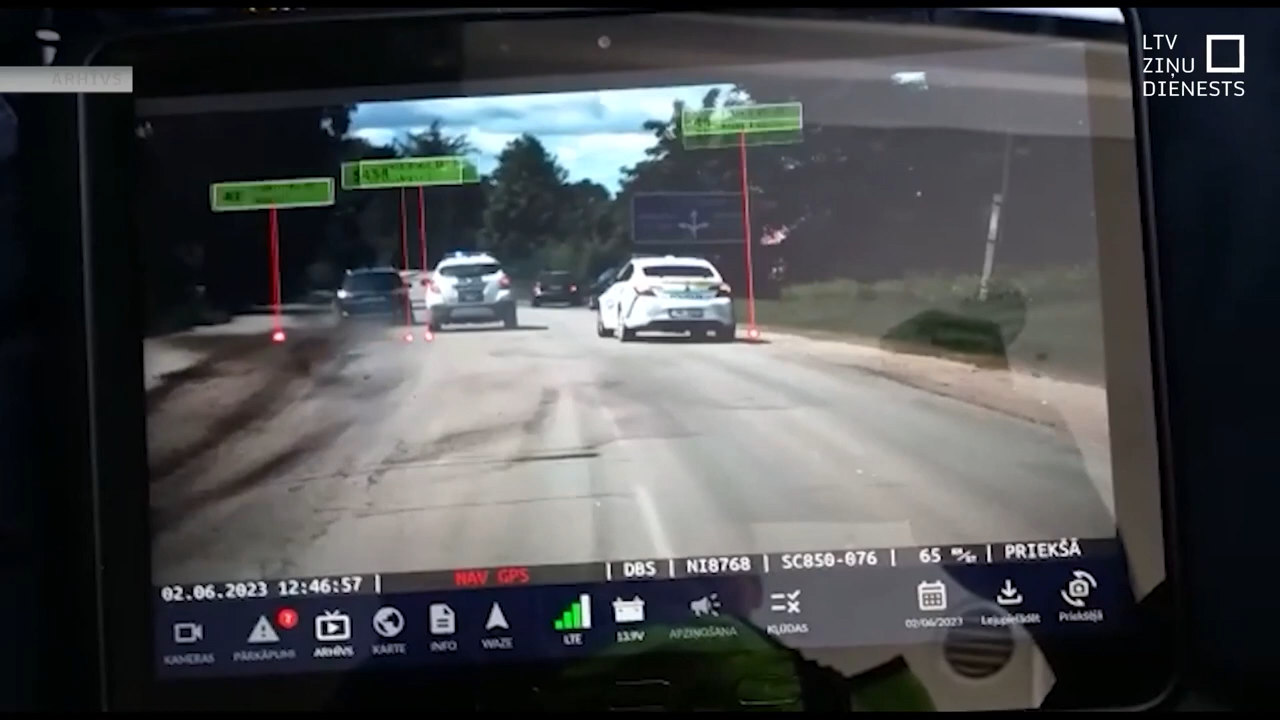 LTV
ZIŅU
DIENESTS
ARHĪVS
02.06.2023 12:46:57 | NAV GPS | DBS | NI8768 | SC850-076 | 65 | PRIEKŠĀ
KAMERAS PĀRKĀPUMI ARHĪVS KARTE INFO WAZE LTE 13.9V APZIŅOŠANA KĻŪDAS 02/06/2023 Lejupielādēt Priekšējā